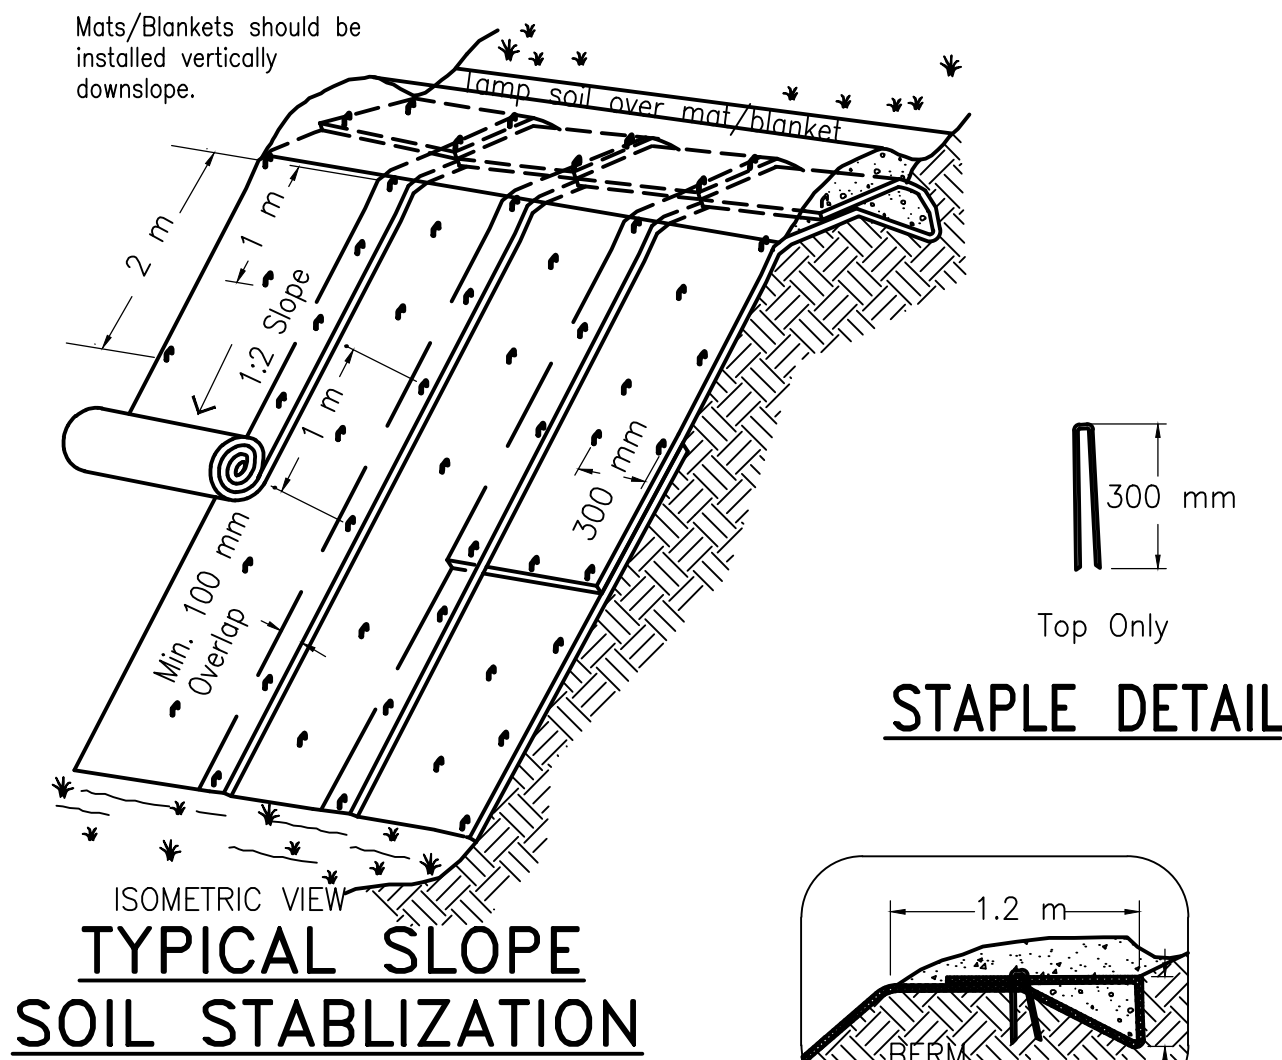 Mats/Blankets should be
installed vertically
downslope.
soil over mat/blanket
2 m
1 m
1:2 Slope
1 m
300 mm
Min. 100 mm
Overlap
300 mm
Top Only
STAPLE DETAIL
ISOMETRIC VIEW
TYPICAL SLOPE
SOIL STABLIZATION
1.2 m
BERM